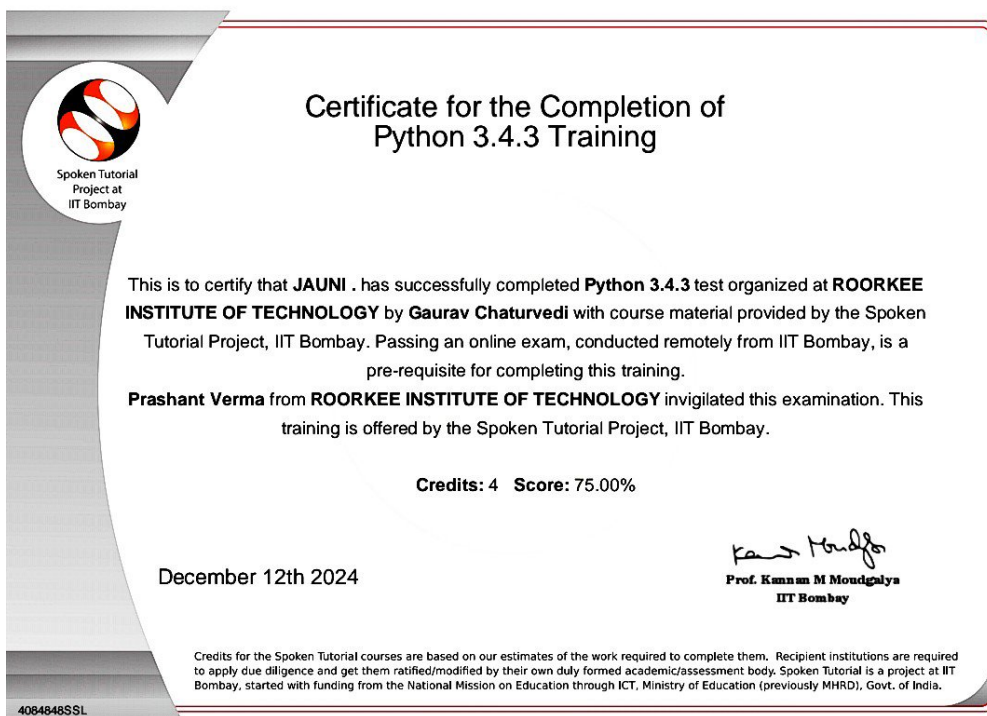 Spoken Tutorial
Project at
IIT Bombay
Certificate for the Completion of
Python 3.4.3 Training
This is to certify that JAUNI . has successfully completed Python 3.4.3 test organized at ROORKEE
INSTITUTE OF TECHNOLOGY by Gaurav Chaturvedi with course material provided by the Spoken
Tutorial Project, IIT Bombay. Passing an online exam, conducted remotely from IIT Bombay, is a
pre-requisite for completing this training.
Prashant Verma from ROORKEE INSTITUTE OF TECHNOLOGY invigilated this examination. This
training is offered by the Spoken Tutorial Project, IIT Bombay.
Credits: 4 Score: 75.00%
December 12th 2024
Prof. Kannan M Moudgalya
IIT Bombay
Credits for the Spoken Tutorial courses are based on our estimates of the work required to complete them. Recipient institutions are required
to apply due diligence and get them ratified/modified by their own duly formed academic/assessment body. Spoken Tutorial is a project at IIT
Bombay, started with funding from the National Mission on Education through ICT, Ministry of Education (previously MHRD), Govt. of India.
4084848SSL